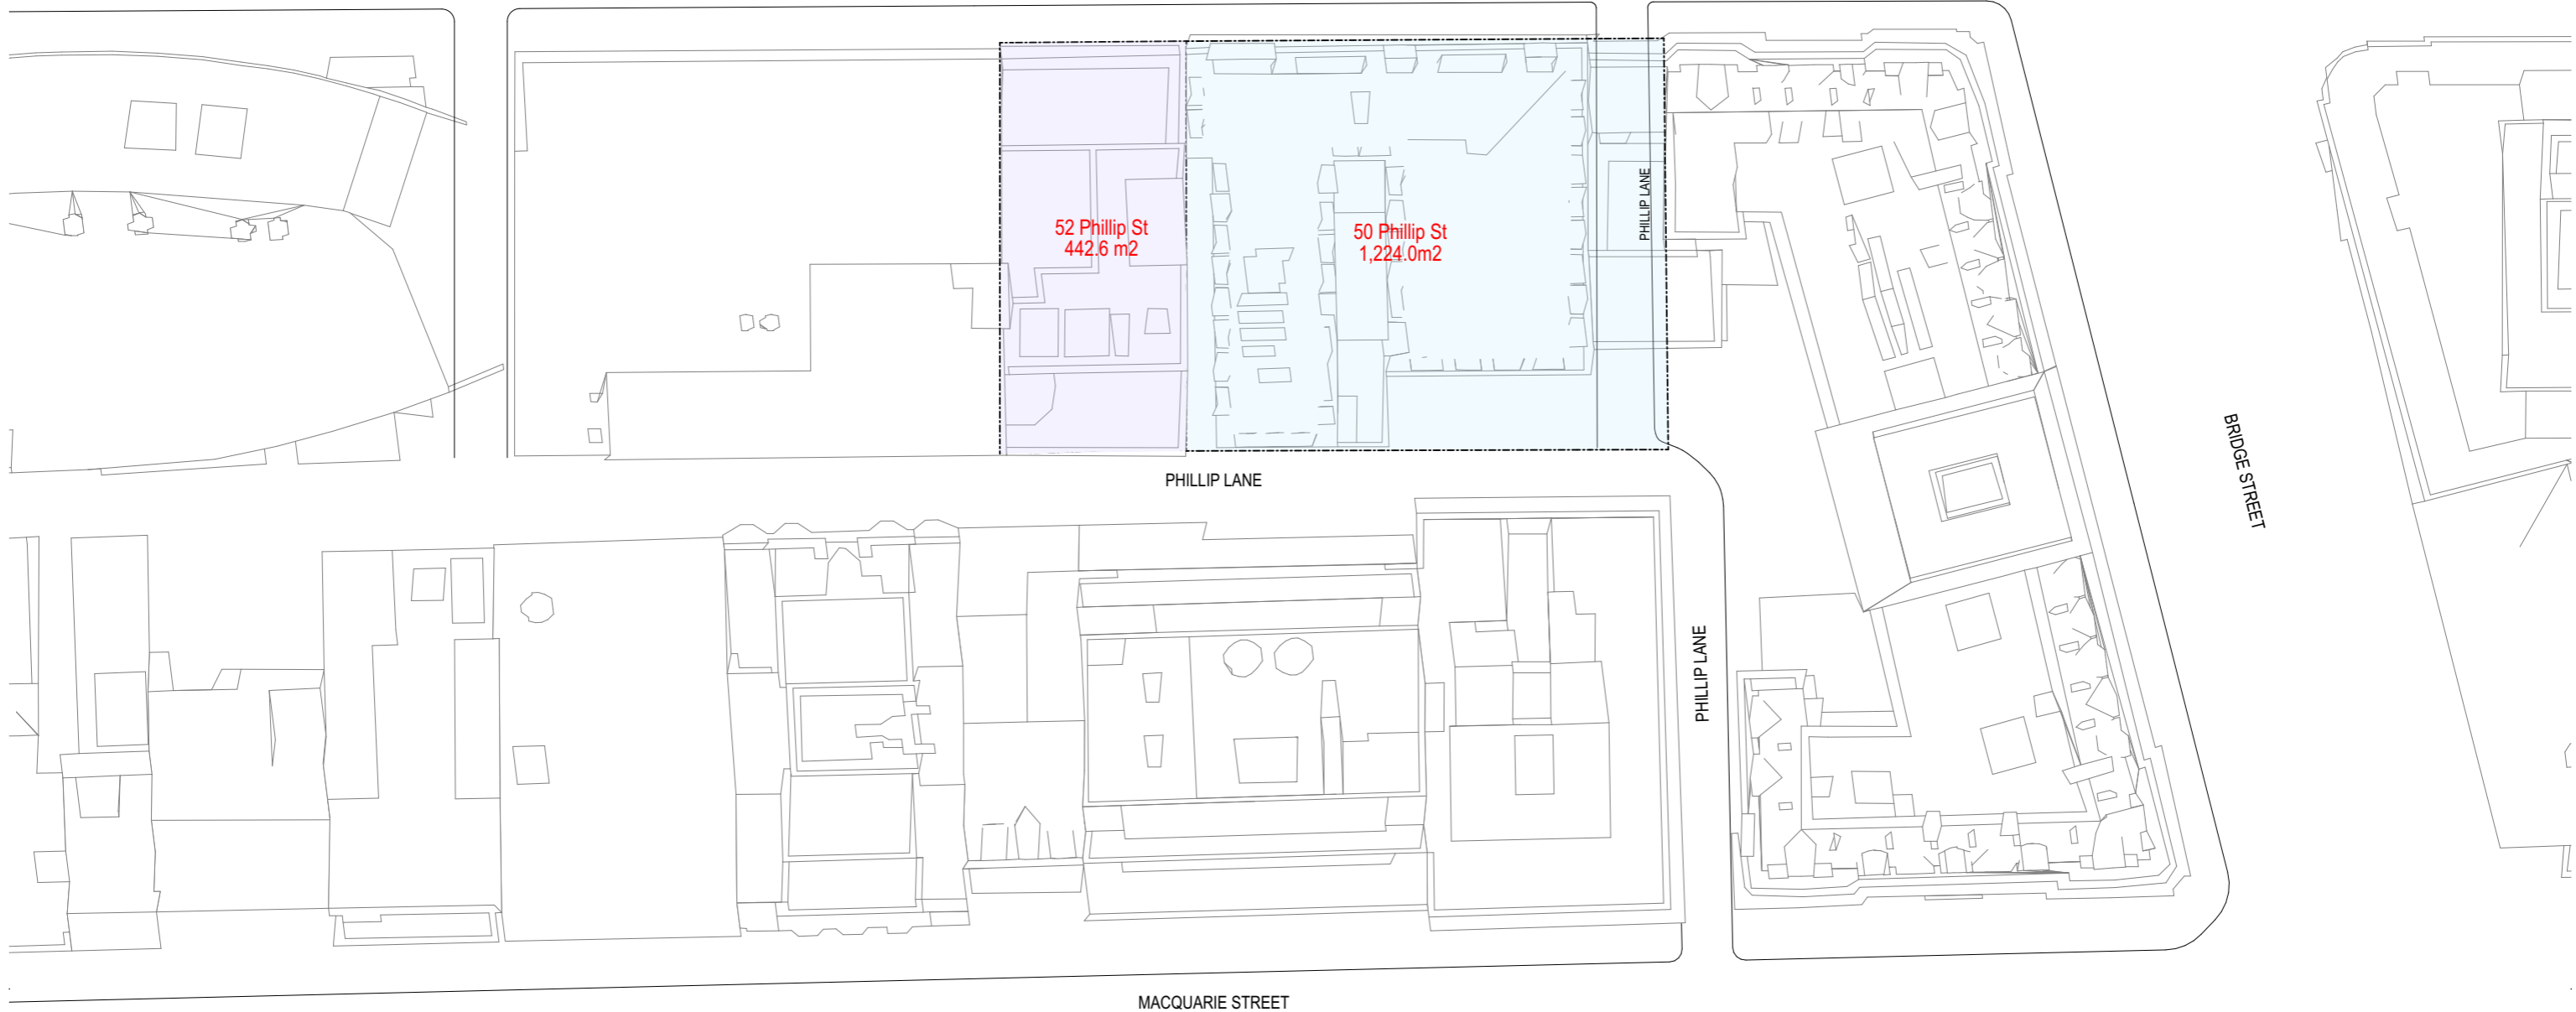 52 Phillip St
442.6 m2
50 Phillip St
1,224.0m2
PHILLIP LANE
PHILLIP LANE
BRIDGE STREET
PHILLIP LANE
MACQUARIE STREET